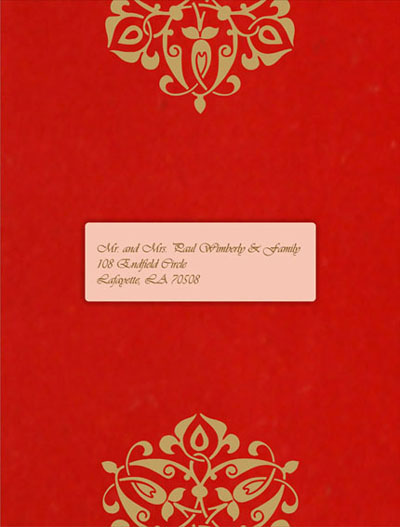 Mr. and Mrs. Paul Wimberly & Family
108 Endfield Circle
Lafayette, LA 70508